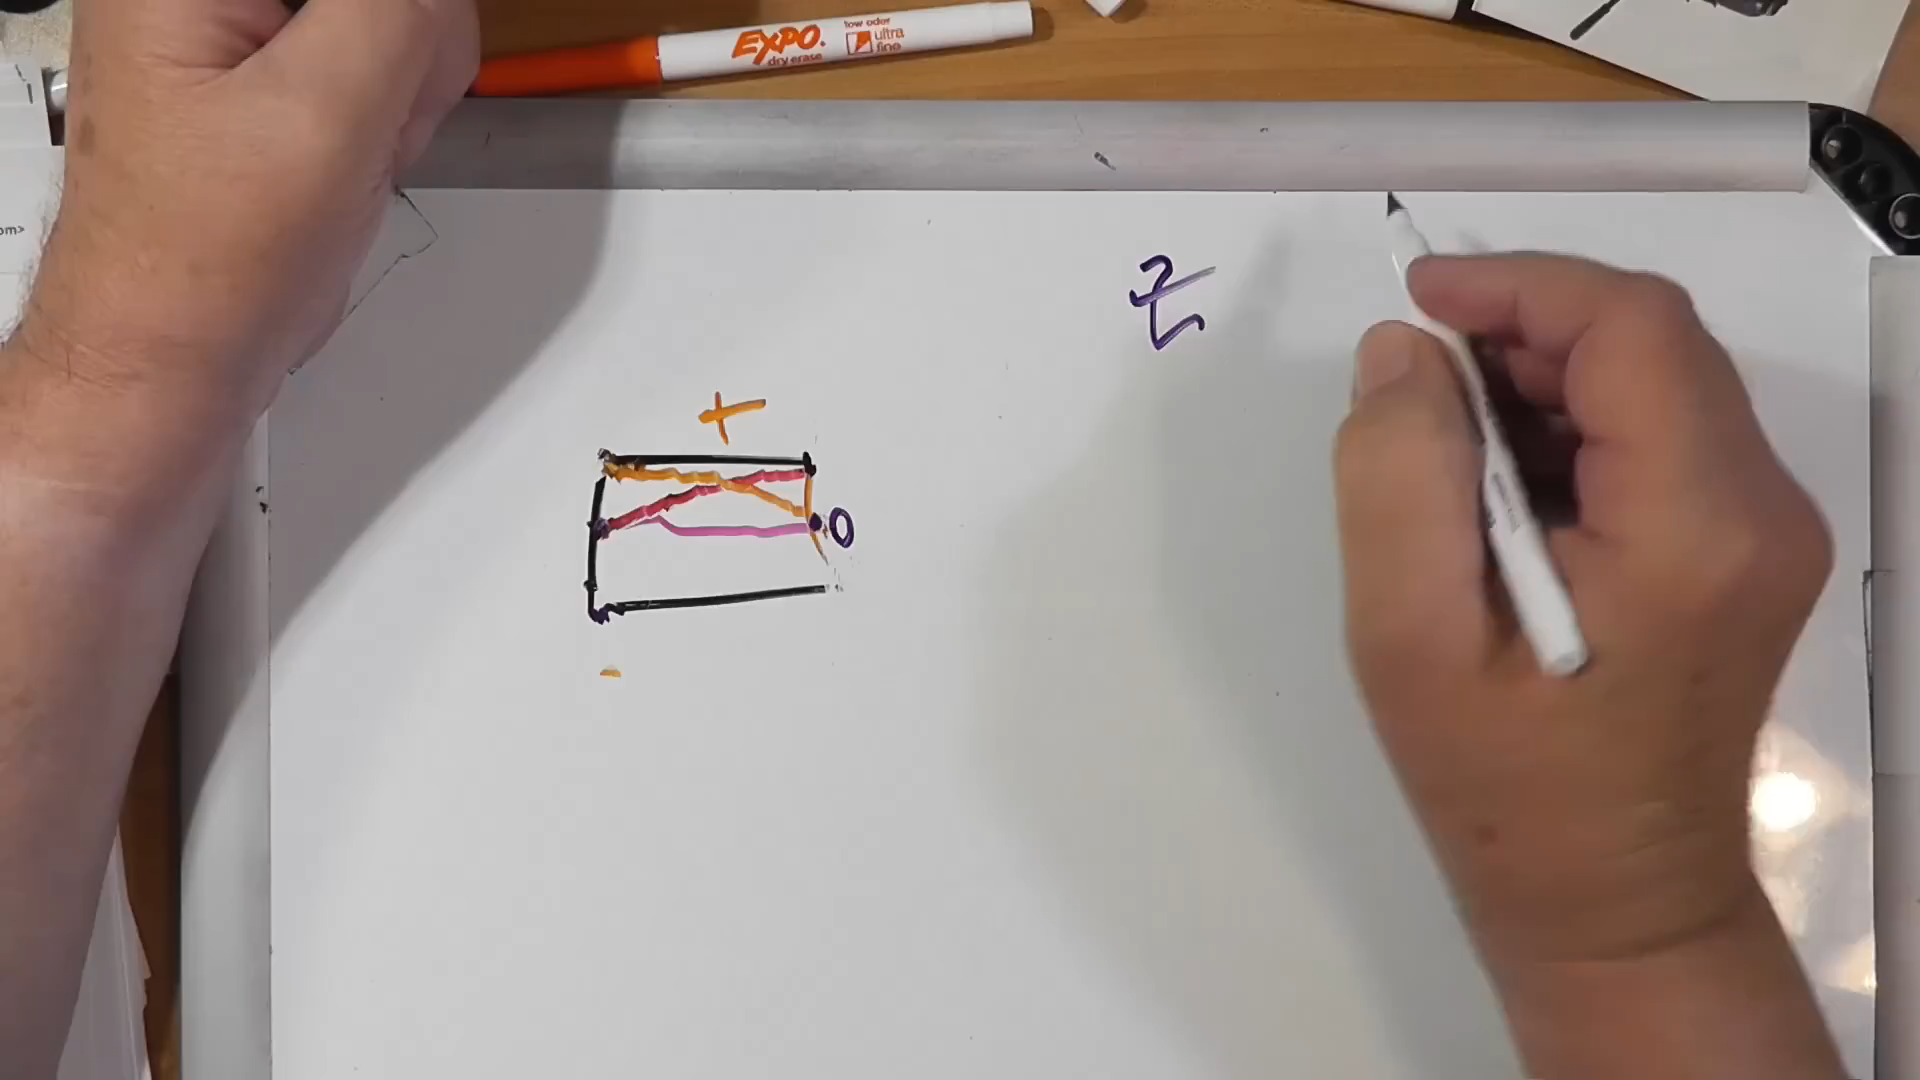 EXPO.
dry erase
low odor
ultra
fine
om>
+
0
-